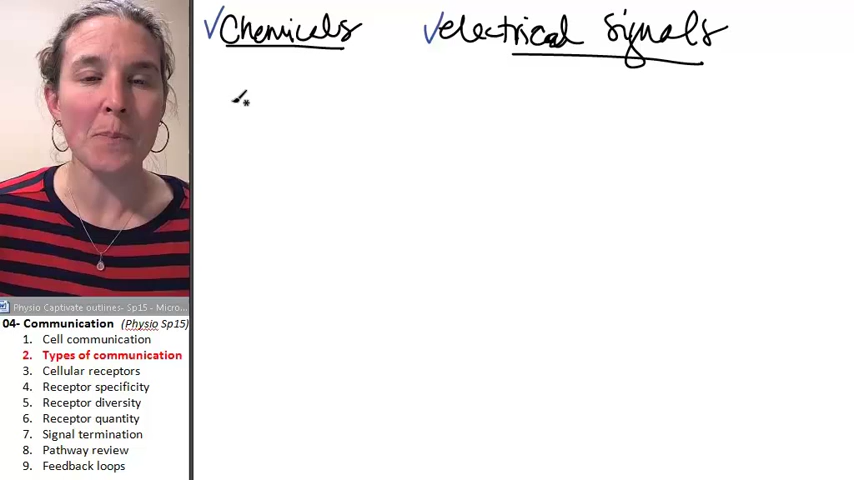 ✓Chemicals ✓electrical signals
Physio Captivate outlines- Sp15 - Micro...
04- Communication (Physio Sp15)
1. Cell communication
2. Types of communication
3. Cellular receptors
4. Receptor specificity
5. Receptor diversity
6. Receptor quantity
7. Signal termination
8. Pathway review
9. Feedback loops